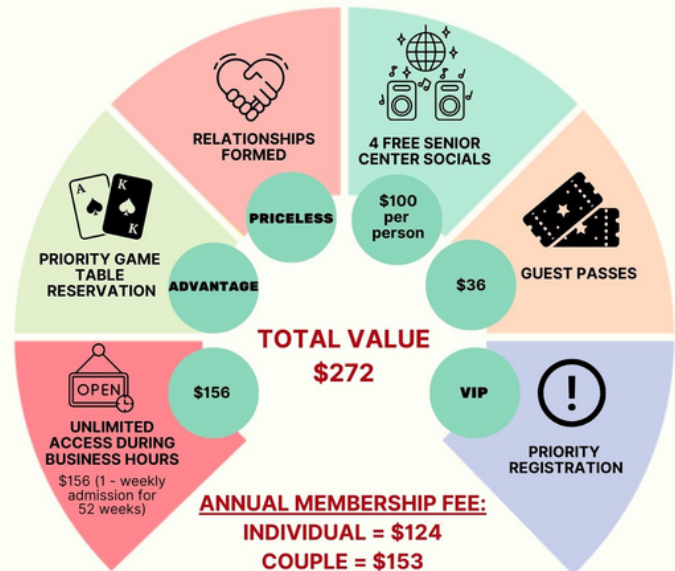 RELATIONSHIPS
FORMED
PRICELESS
4 FREE SENIOR
CENTER SOCIALS
$100
per
person
A
K
K
PRIORITY GAME
TABLE
RESERVATION
ADVANTAGE
GUEST PASSES
$36
TOTAL VALUE
$272
OPEN
UNLIMITED
ACCESS DURING
BUSINESS HOURS
$156 (1 - weekly
admission for
52 weeks)
$156
VIP
!
PRIORITY
REGISTRATION
ANNUAL MEMBERSHIP FEE:
INDIVIDUAL = $124
COUPLE = $153